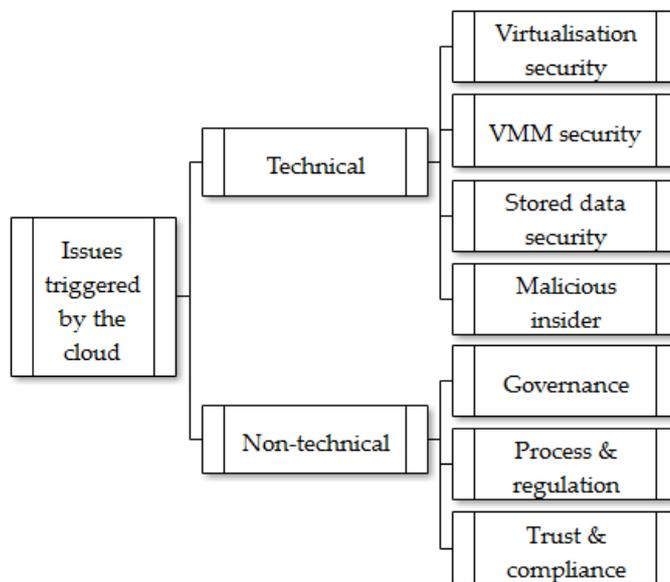 Issues
triggered
by the
cloud
Technical
Virtualisation
security
VMM security
Stored data
security
Malicious
insider
Non-technical
Governance
Process &
regulation
Trust &
compliance